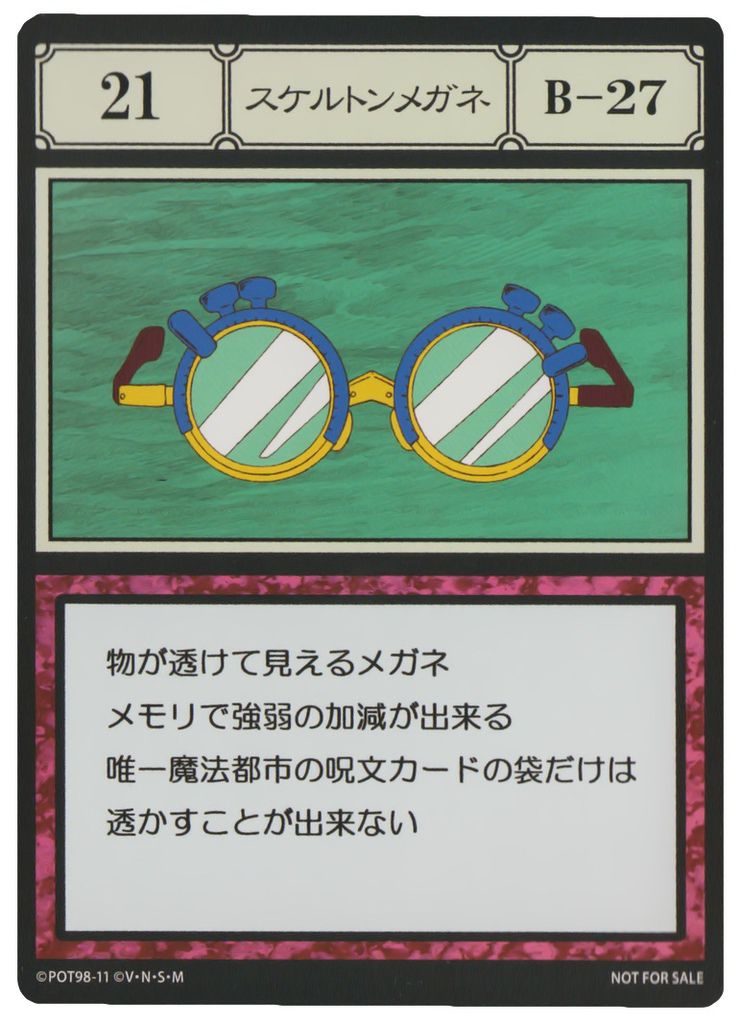 21
スケルトンメガネ
B-27
物が透けて見えるメガネ
メモリで強弱の加減が出来る
唯一魔法都市の呪文カードの袋だけは
透かすことが出来ない
©POT98-11 ©V・N・S・M
NOT FOR SALE